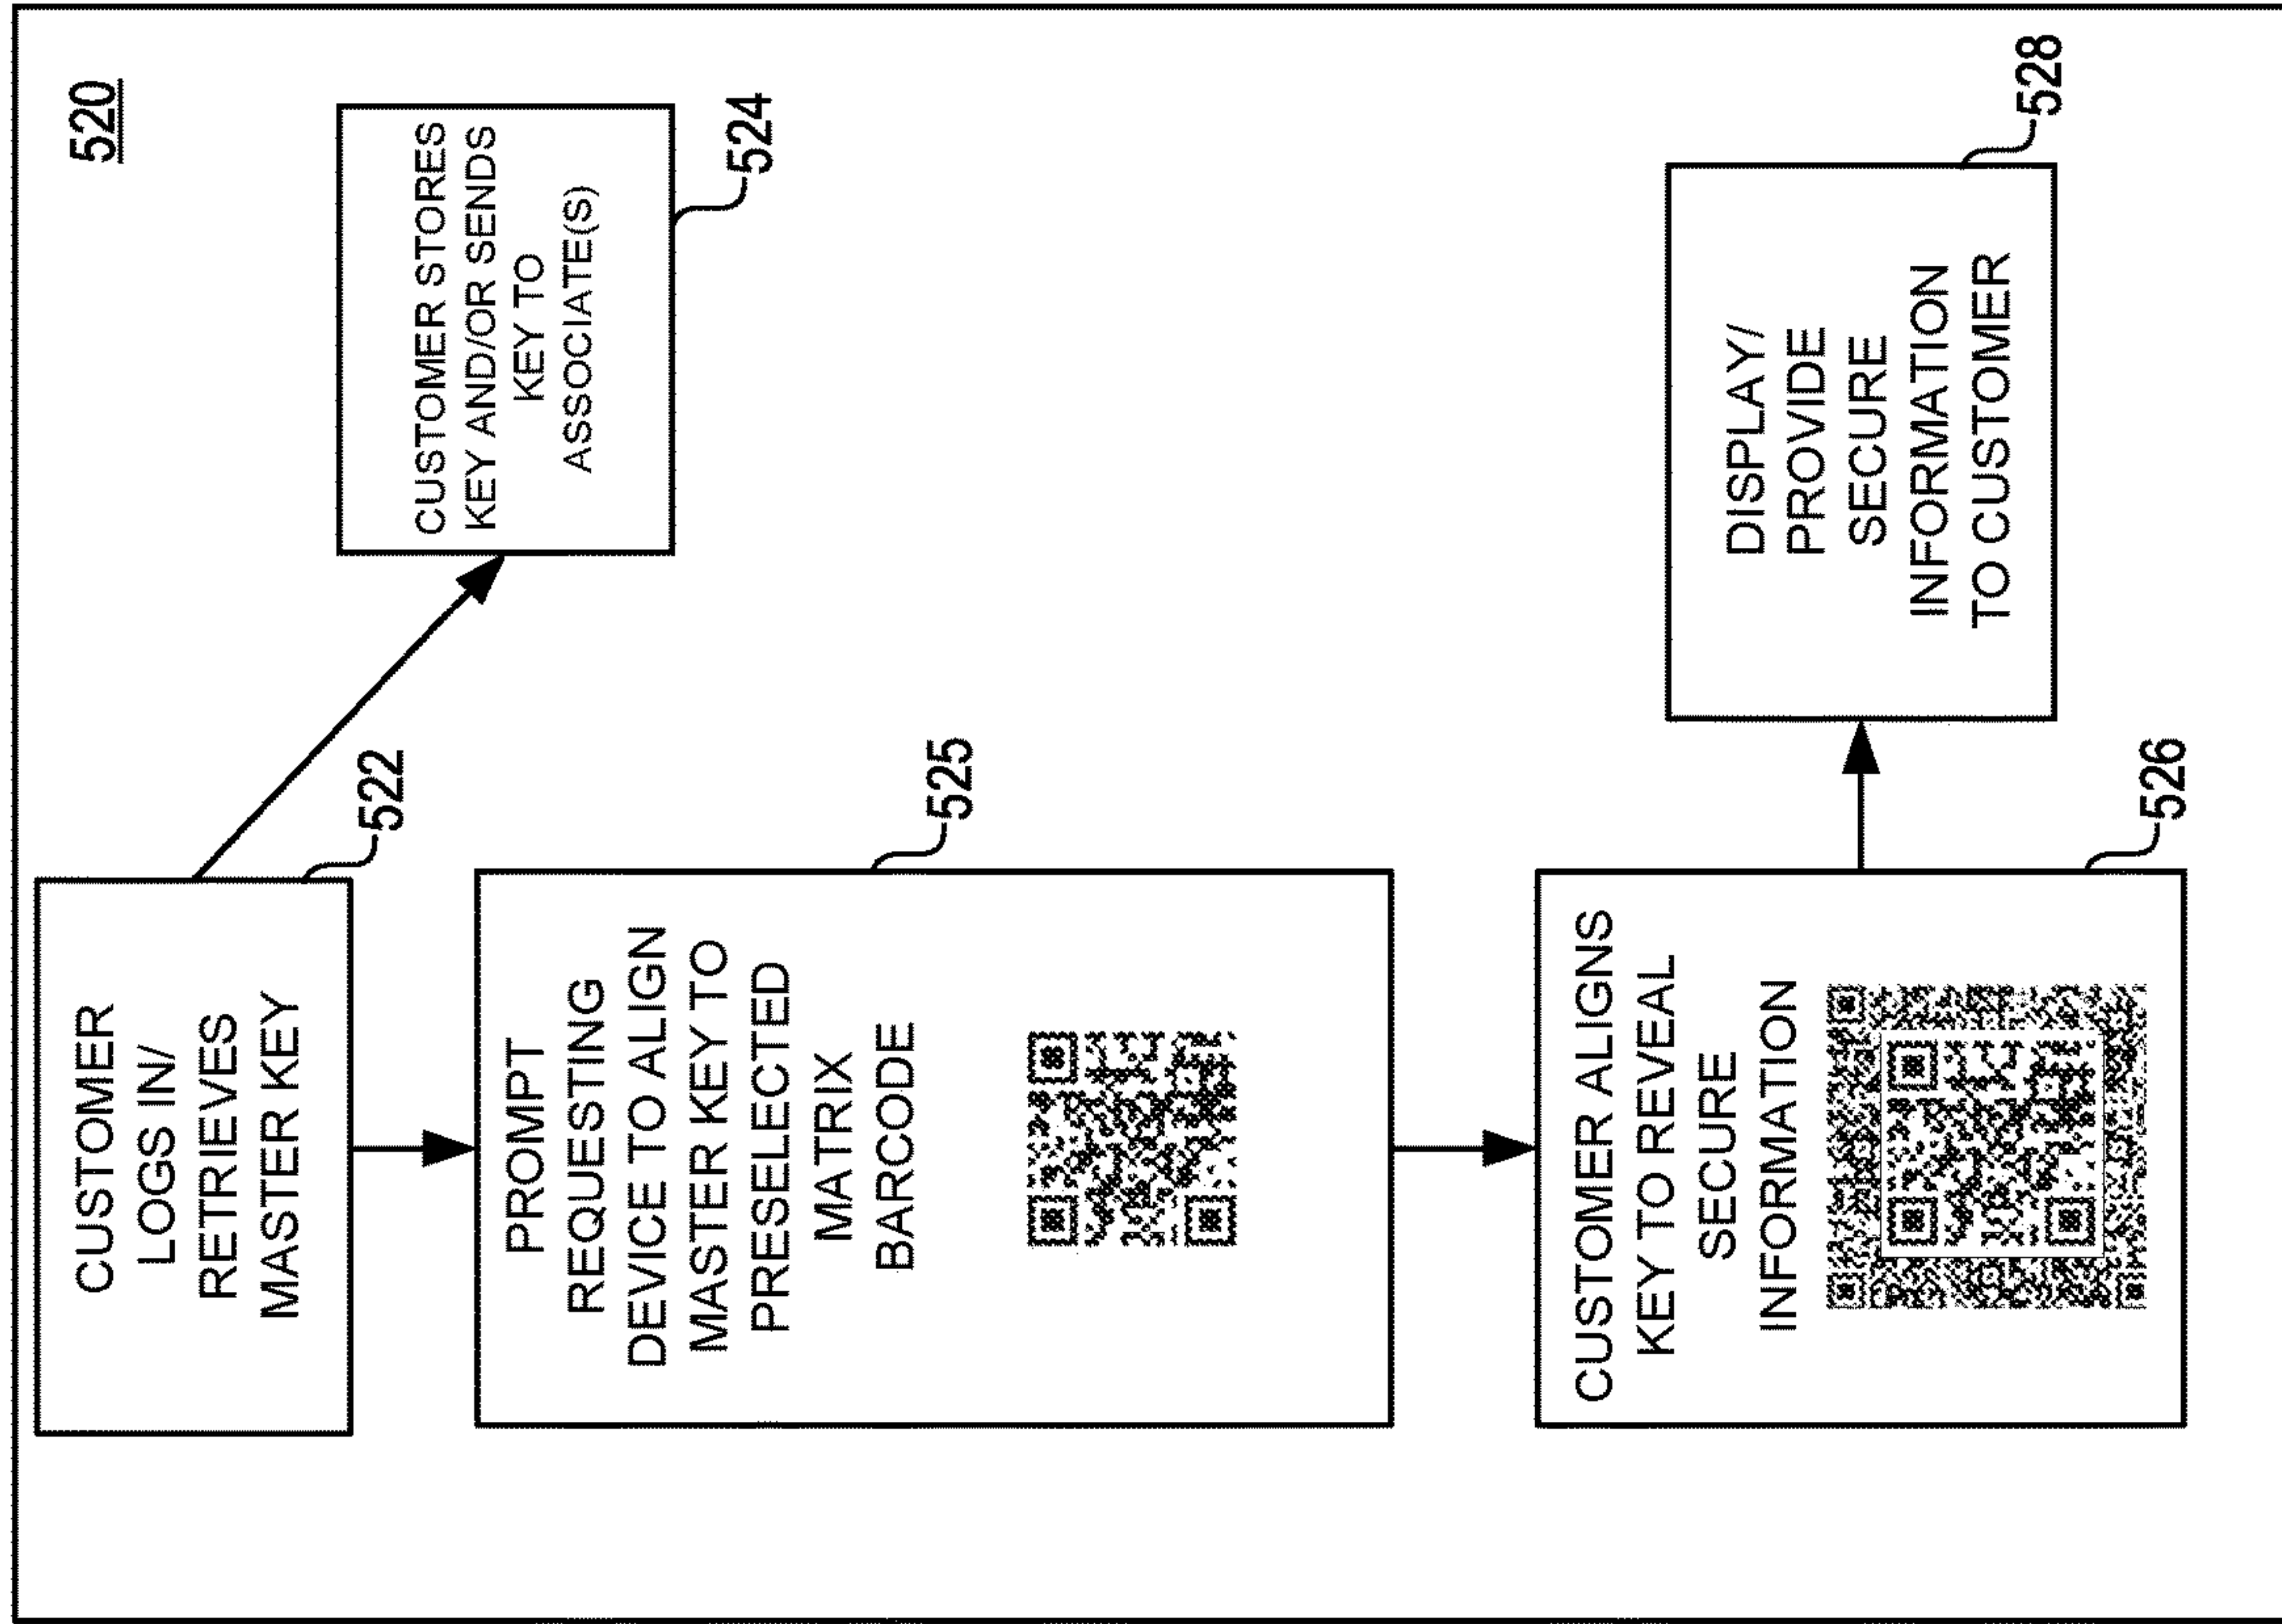 520
CUSTOMER
LOGS IN/
RETRIEVES
MASTER KEY
522
CUSTOMER STORES
KEY AND/OR SENDS
KEY TO
ASSOCIATE(S)
524
PROMPT
REQUESTING
DEVICE TO ALIGN
MASTER KEY TO
PRESELECTED
MATRIX
BARCODE
525
CUSTOMER ALIGNS
KEY TO REVEAL
SECURE
INFORMATION
526
DISPLAY/
PROVIDE
SECURE
INFORMATION
TO CUSTOMER
528